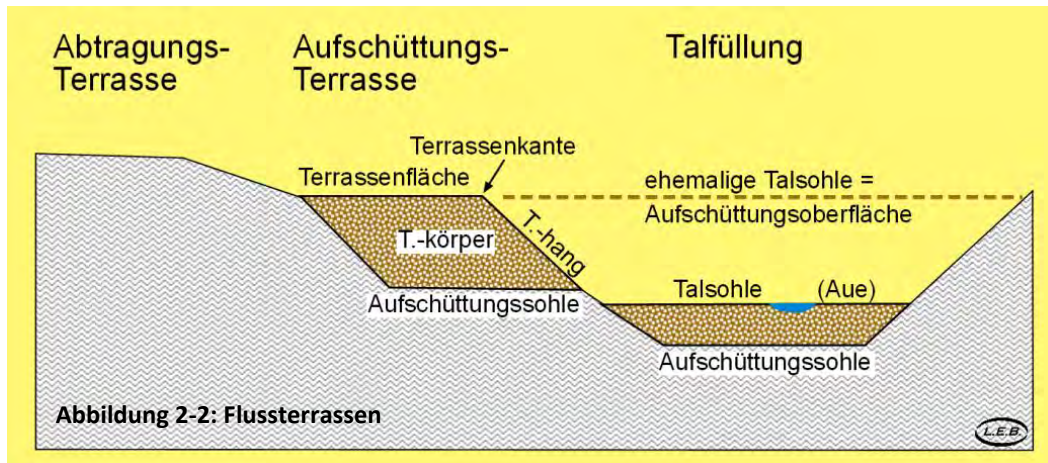 Abtragungs-
Terrasse
Aufschüttungs-
Terrasse
Talfüllung
Terrassenkante
Terrassenfläche
ehemalige Talsohle =
Aufschüttungsoberfläche
T.-hang
T.-körper
Talsohle
(Aue)
Aufschüttungssohle
Aufschüttungssohle
Abbildung 2-2: Flussterrassen
L.E.B.